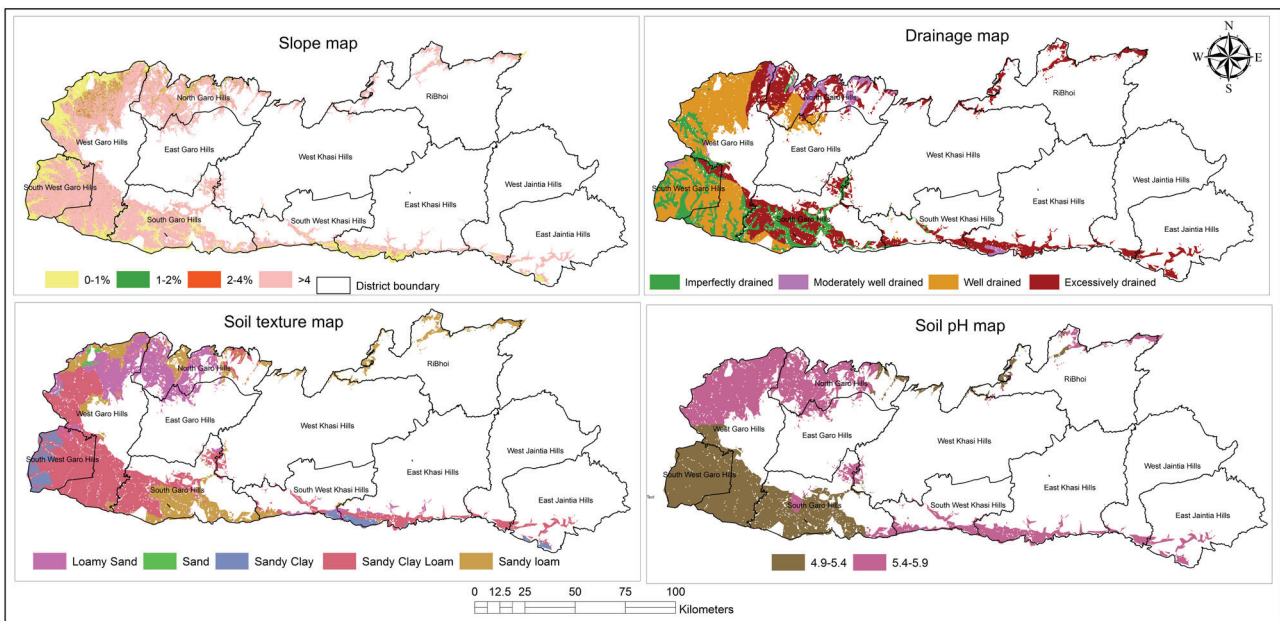 Slope map
North Garo Hills
RiBhoi
West Garo Hills
East Garo Hills
West Khasi Hills
South West Garo Hills
West Jaintia Hills
South Garo Hills
South West Khasi Hills
East Khasi Hills
East Jaintia Hills
0-1% 1-2% 2-4% >4 District boundary
Drainage map
N
W E
S
North Garo Hills
RiBhoi
West Garo Hills
East Garo Hills
West Khasi Hills
South West Garo Hills
West Jaintia Hills
South Garo Hills
South West Khasi Hills
East Khasi Hills
East Jaintia Hills
Imperfectly drained Moderately well drained Well drained Excessively drained
Soil texture map
North Garo Hills
RiBhoi
West Garo Hills
East Garo Hills
West Khasi Hills
South West Garo Hills
West Jaintia Hills
South Garo Hills
South West Khasi Hills
East Khasi Hills
East Jaintia Hills
Loamy Sand Sand Sandy Clay Sandy Clay Loam Sandy loam
Soil pH map
North Garo Hills
RiBhoi
West Garo Hills
East Garo Hills
West Khasi Hills
South West Garo Hills
West Jaintia Hills
Text
South Garo Hills
South West Khasi Hills
East Khasi Hills
East Jaintia Hills
4.9-5.4 5.4-5.9
0 12.5 25 50 75 100
Kilometers